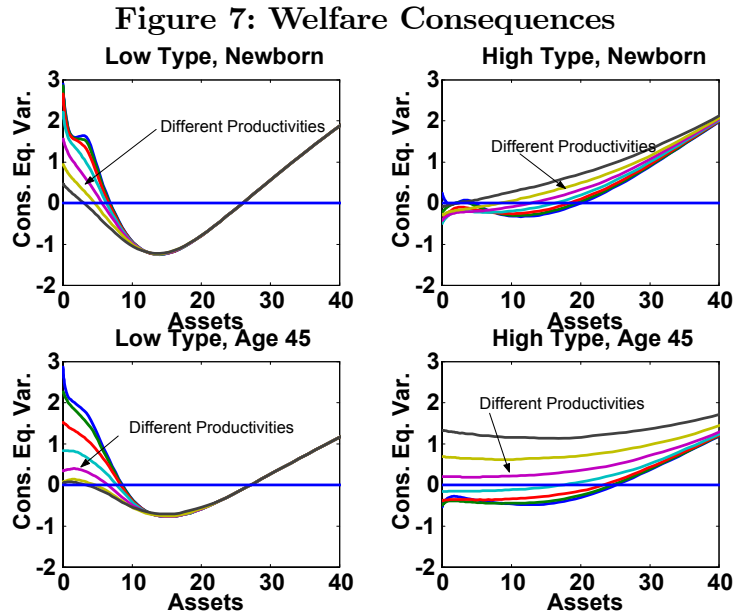 Figure 7: Welfare Consequences
Low Type, Newborn
Cons. Eq. Var.
3
2
1
0
-1
-2
Different Productivities
0
10
20
30
40
Assets
High Type, Newborn
Cons. Eq. Var.
3
2
1
0
-1
-2
Different Productivities
0
10
20
30
40
Assets
Low Type, Age 45
Cons. Eq. Var.
3
2
1
0
-1
-2
Different Productivities
0
10
20
30
40
Assets
High Type, Age 45
Cons. Eq. Var.
3
2
1
0
-1
-2
Different Productivities
0
10
20
30
40
Assets